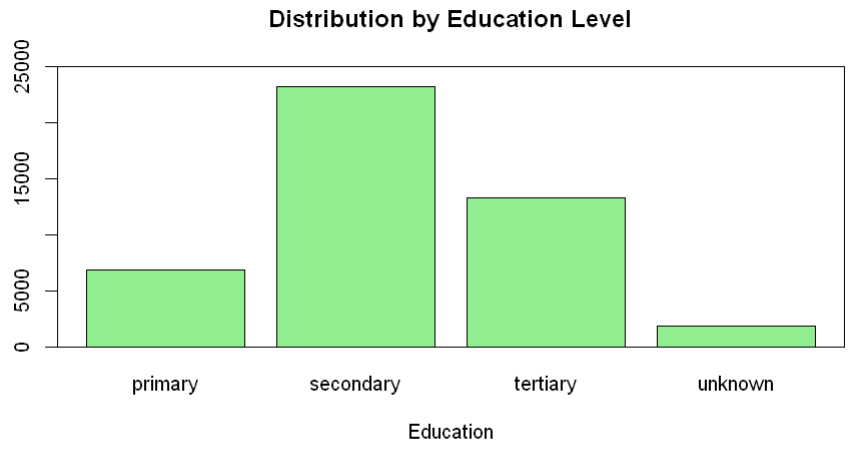 Distribution by Education Level
25000
15000
5000
0
primary secondary tertiary unknown
Education